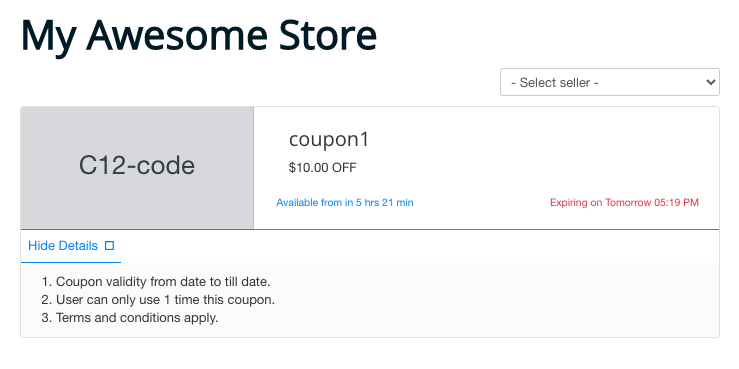 My Awesome Store
- Select seller -
C12-code
coupon1
$10.00 OFF
Available from in 5 hrs 21 min
Expiring on Tomorrow 05:19 PM
Hide Details
1. Coupon validity from date to till date.
2. User can only use 1 time this coupon.
3. Terms and conditions apply.